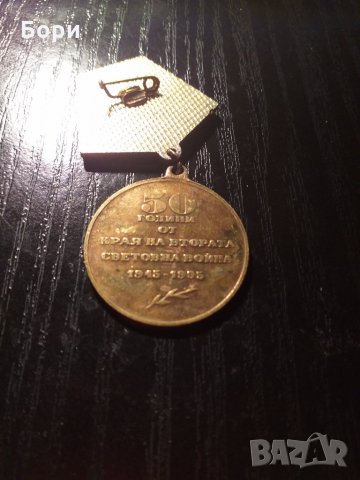 Бори
50
ГОДИНИ
ОТ
КРАЯ НА ВТОРАТА
СВЕТОВНА ВОЙНА
1945-1995
BAZAR